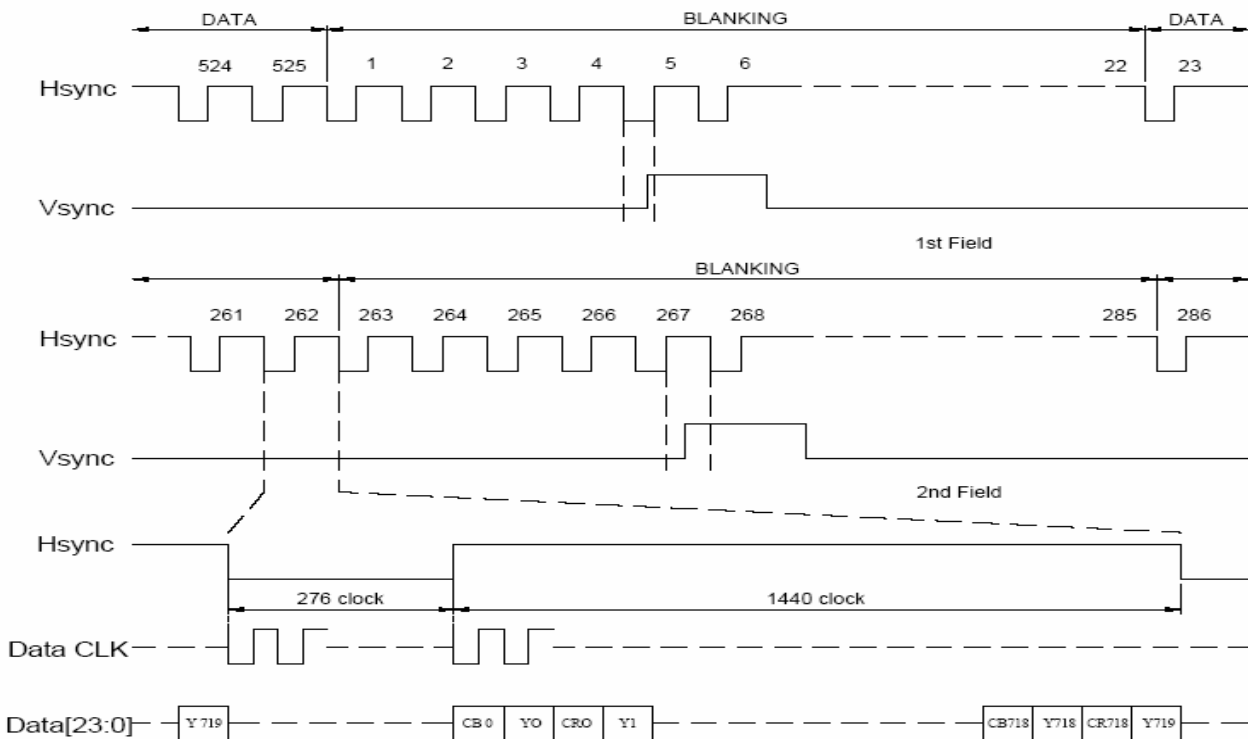 DATA BLANKING DATA
524 525 1 2 3 4 5 6 22 23
Hsync
Vsync
1st Field
BLANKING
261 262 263 264 265 266 267 268 285 286
Hsync
Vsync
2nd Field
Hsync
276 clock 1440 clock
Data CLK
Data[23:0] Y719 CB0 YO CRO Y1 CB718 Y718 CR718 Y719